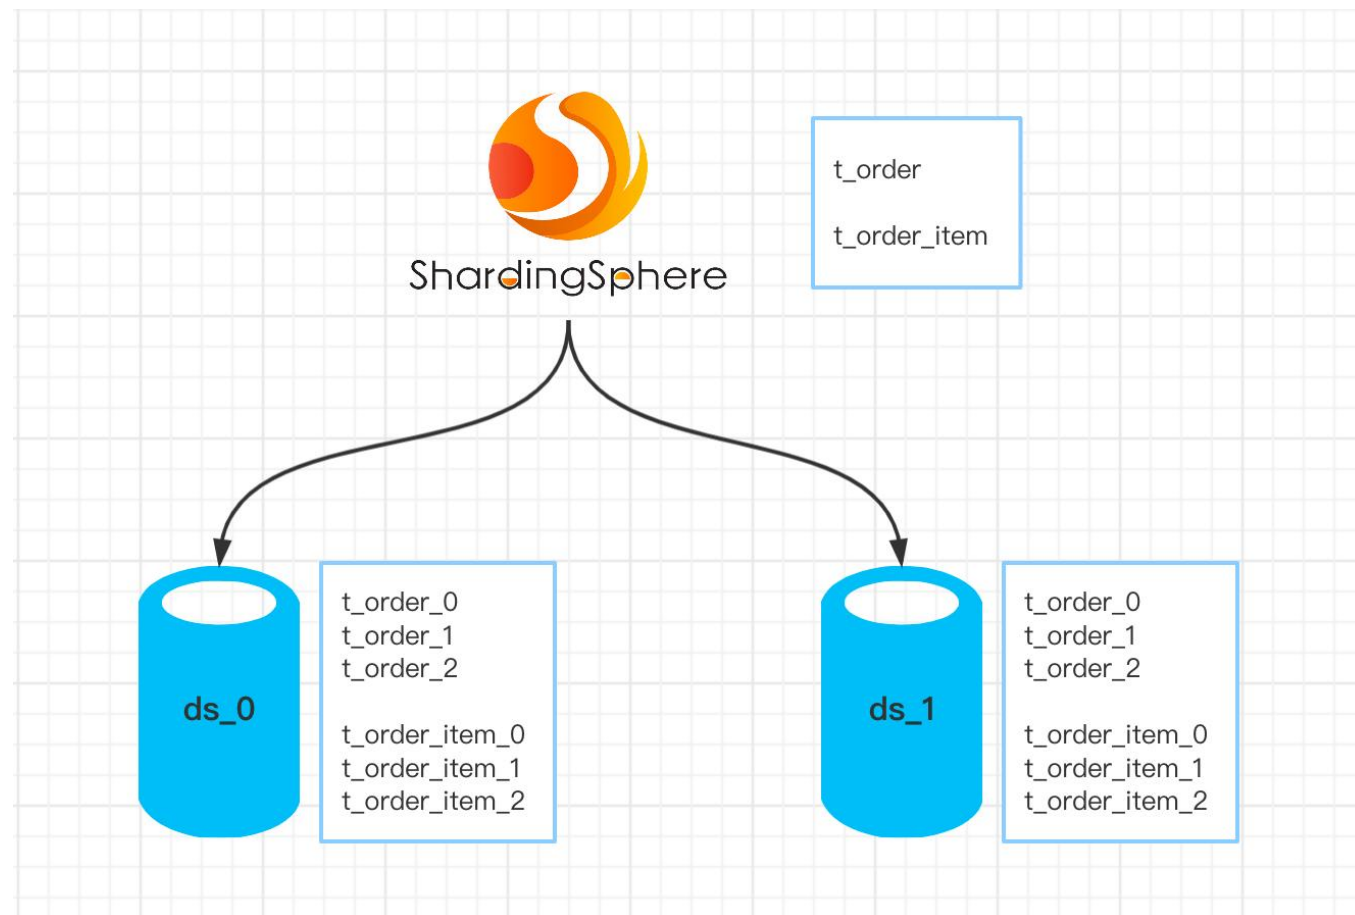 ShardingSphere
t_order
t_order_item
ds_0
t_order_0
t_order_1
t_order_2
t_order_item_0
t_order_item_1
t_order_item_2
ds_1
t_order_0
t_order_1
t_order_2
t_order_item_0
t_order_item_1
t_order_item_2